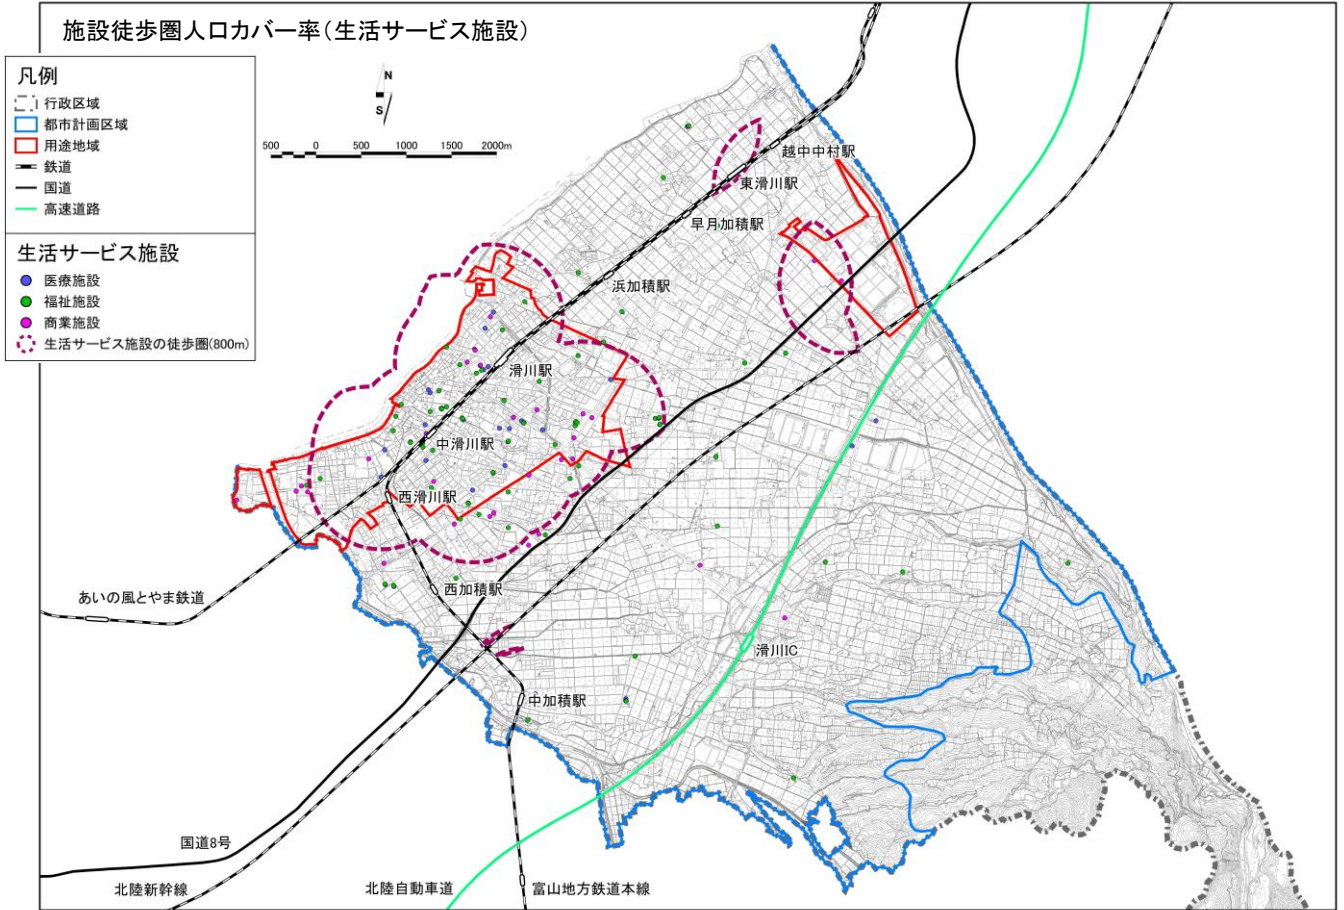 施設徒歩圏人口カバー率(生活サービス施設)
凡例
行政区域
都市計画区域
用途地域
鉄道
国道
高速道路
生活サービス施設
医療施設
福祉施設
商業施設
生活サービス施設の徒歩圏(800m)
N
S
500 0 500 1000 1500 2000m
越中中村駅
東滑川駅
早月加積駅
浜加積駅
滑川駅
中滑川駅
西滑川駅
西加積駅
あいの風とやま鉄道
滑川IC
中加積駅
国道8号
北陸新幹線
北陸自動車道
富山地方鉄道本線